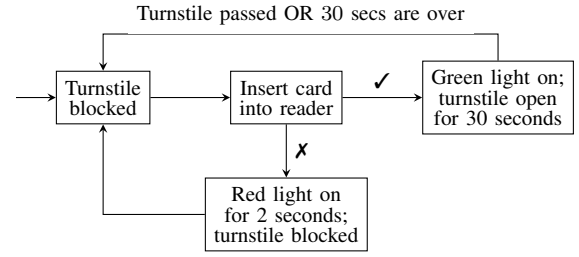 Turnstile passed OR 30 secs are over
Turnstile
blocked
Insert card
into reader
✓
Green light on;
turnstile open
for 30 seconds
✗
Red light on
for 2 seconds;
turnstile blocked